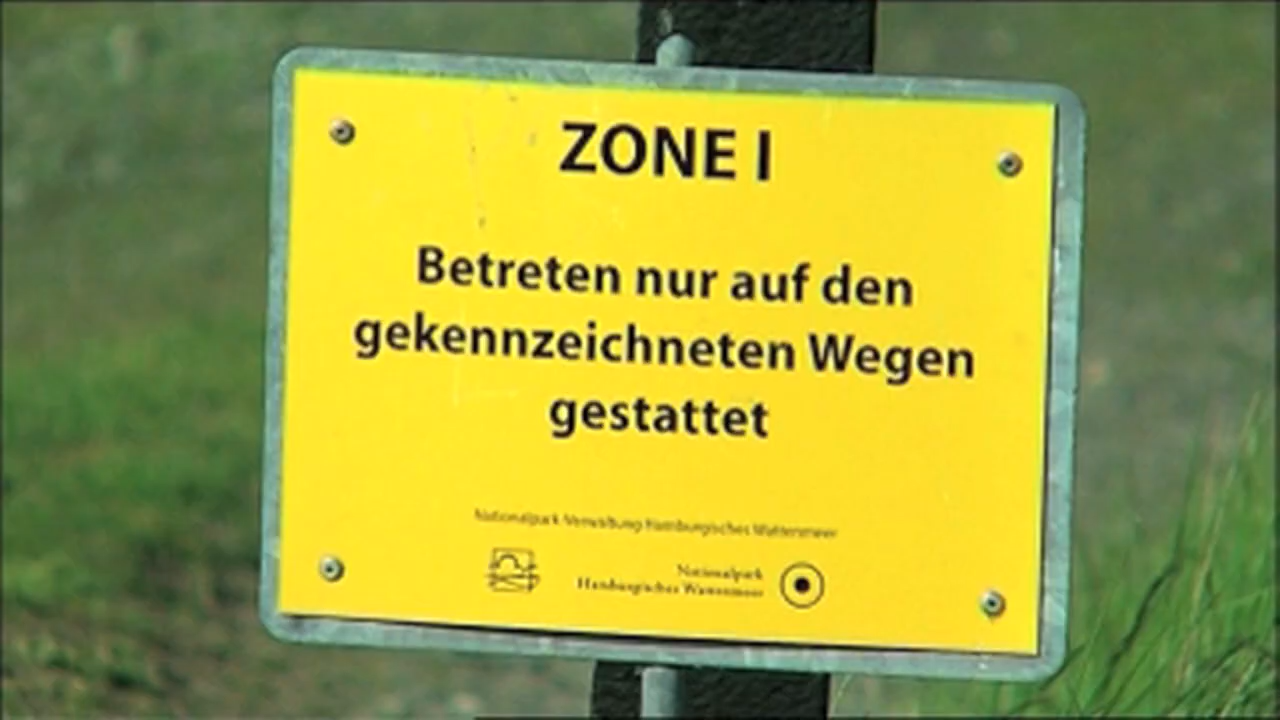 ZONE I
Betreten nur auf den
gekennzeichneten Wegen
gestattet
Nationalpark-Verwaltung Hamburgisches Wattenmeer
Nationalpark
Hamburgisches Wattenmeer